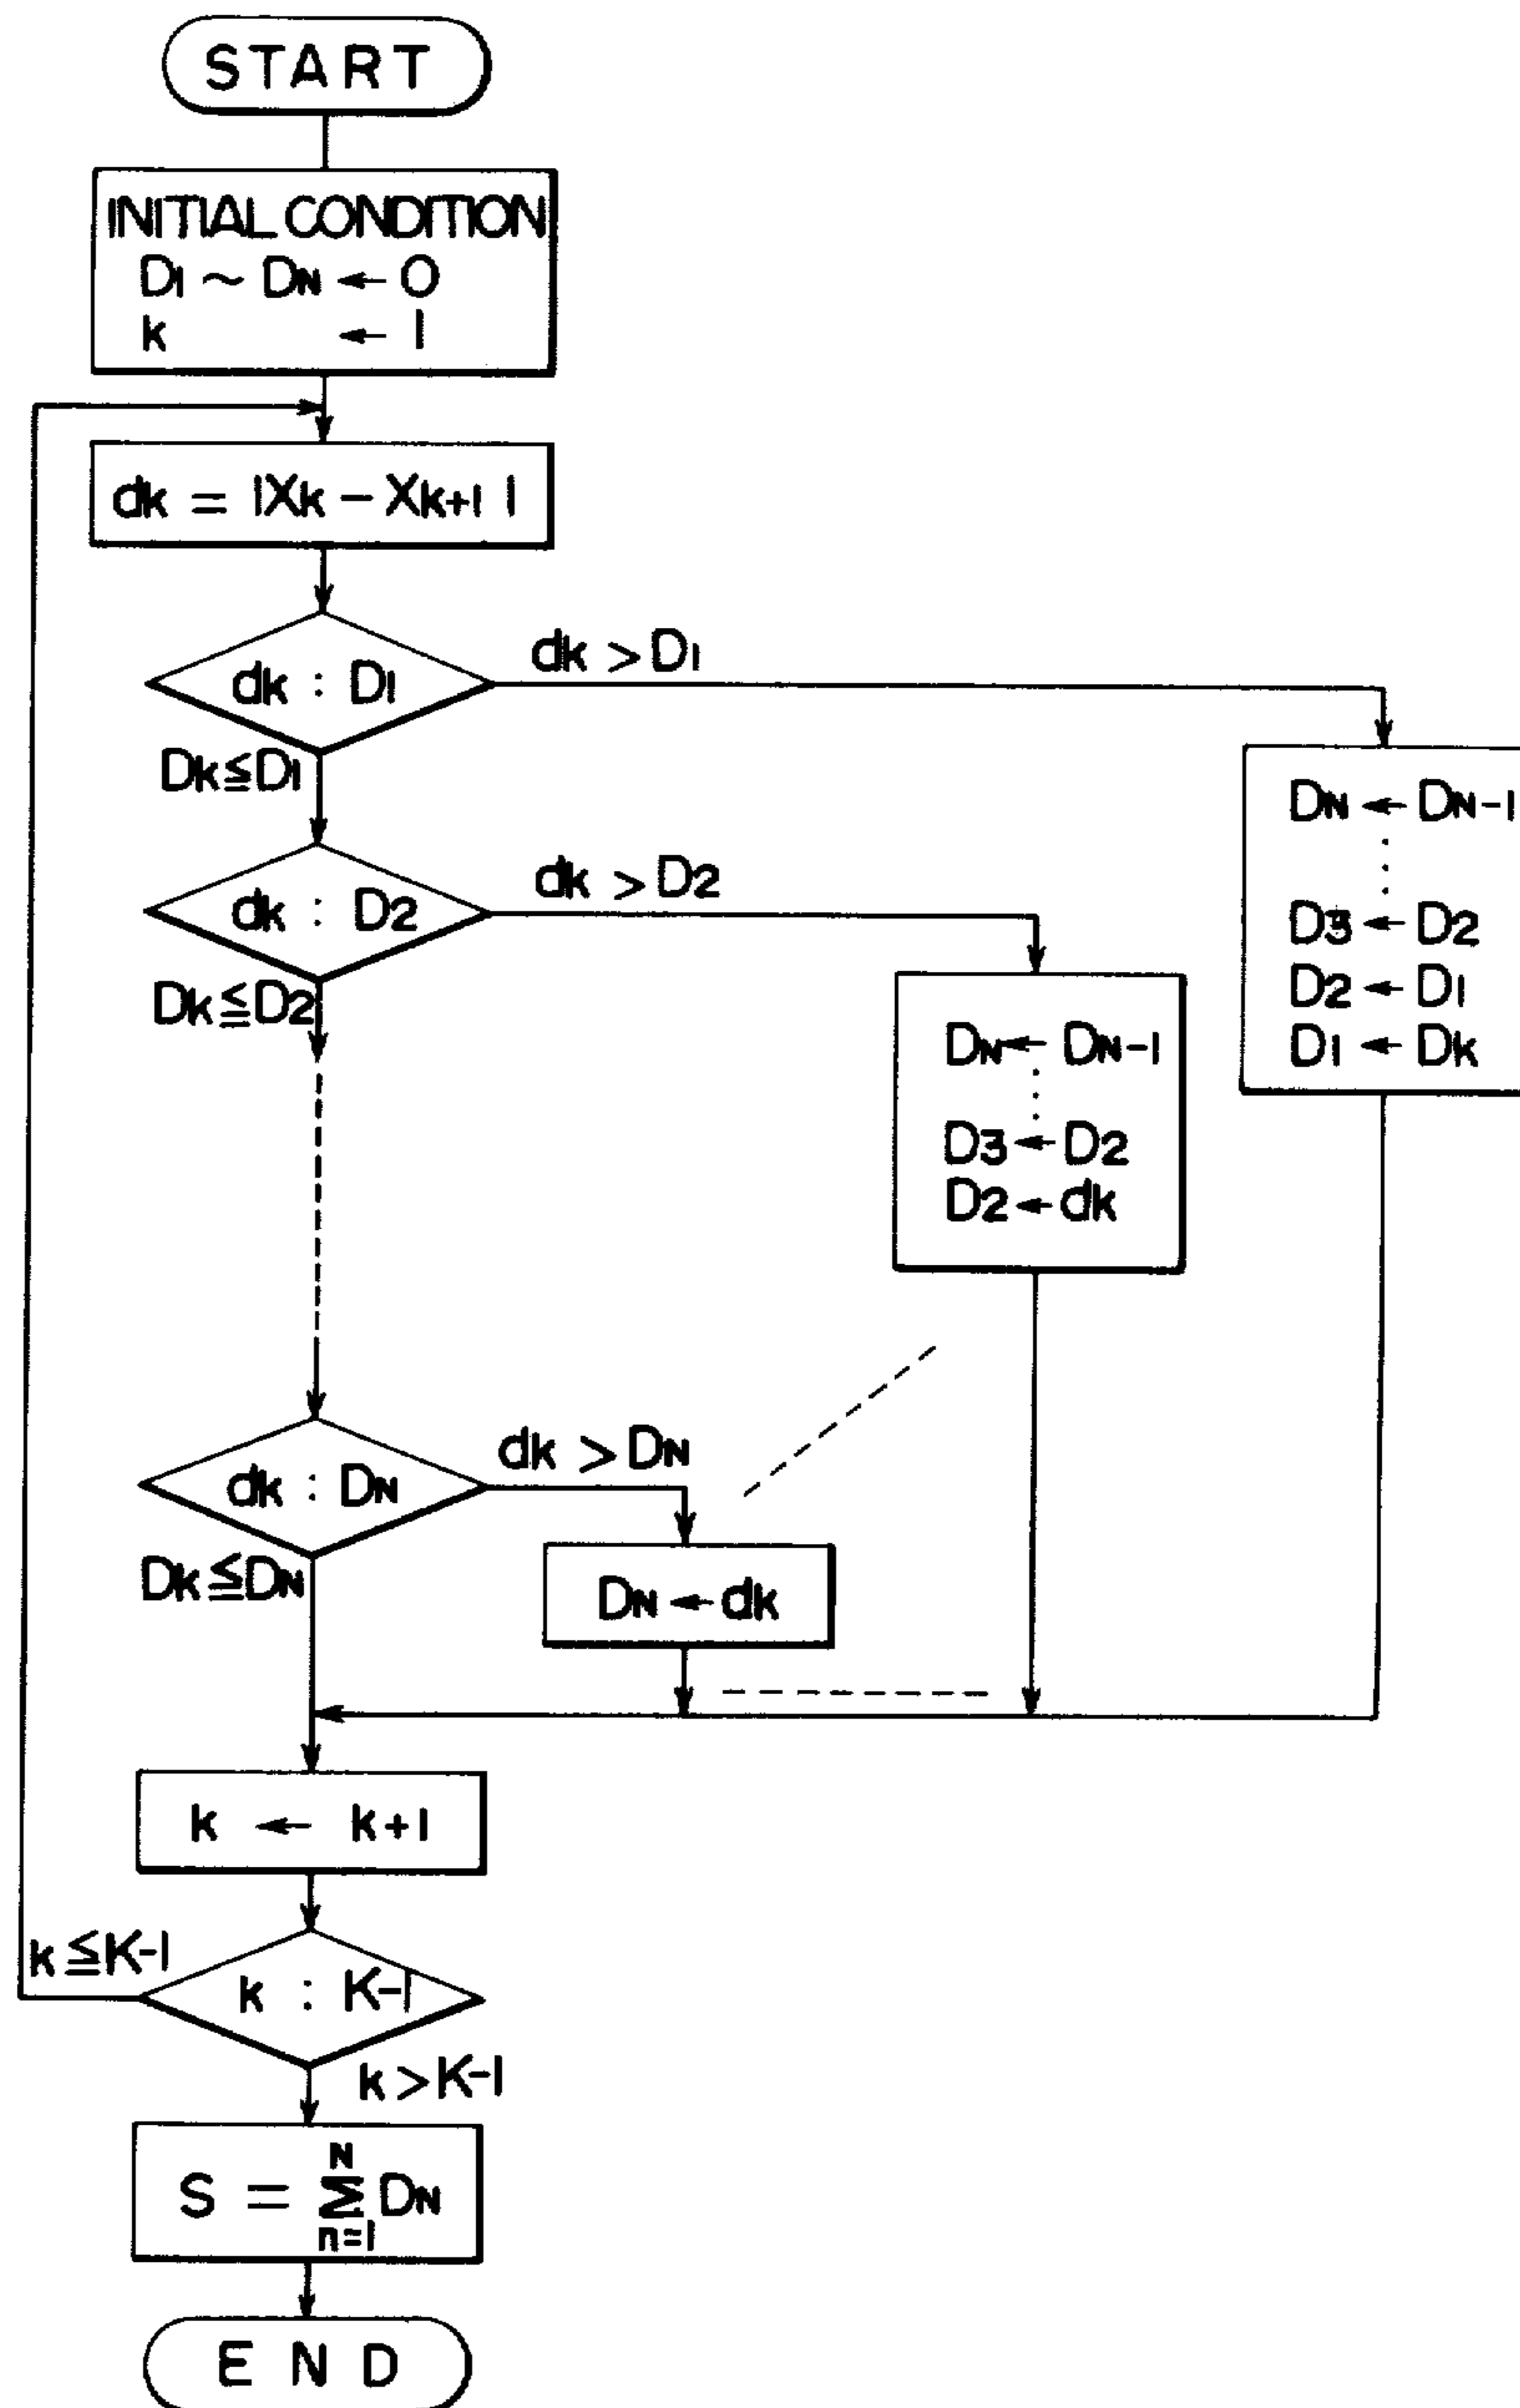 START
INITIAL CONDITION
D1 ~ DN ← 0
k ← 1
dk = |Xk - Xk+1 |
dk : D1
dk > D1
Dk ≦ D1
DN ← DN-1
⋮
D3 ← D2
D2 ← D1
D1 ← Dk
dk : D2
dk > D2
Dk ≦ D2
DN ← DN-1
⋮
D3 ← D2
D2 ← dk
dk : DN
dk > DN
Dk ≦ DN
DN ← dk
k ← k+1
k ≦ K-1
k : K-1
k > K-1
S = N Σ n=1 DN
END